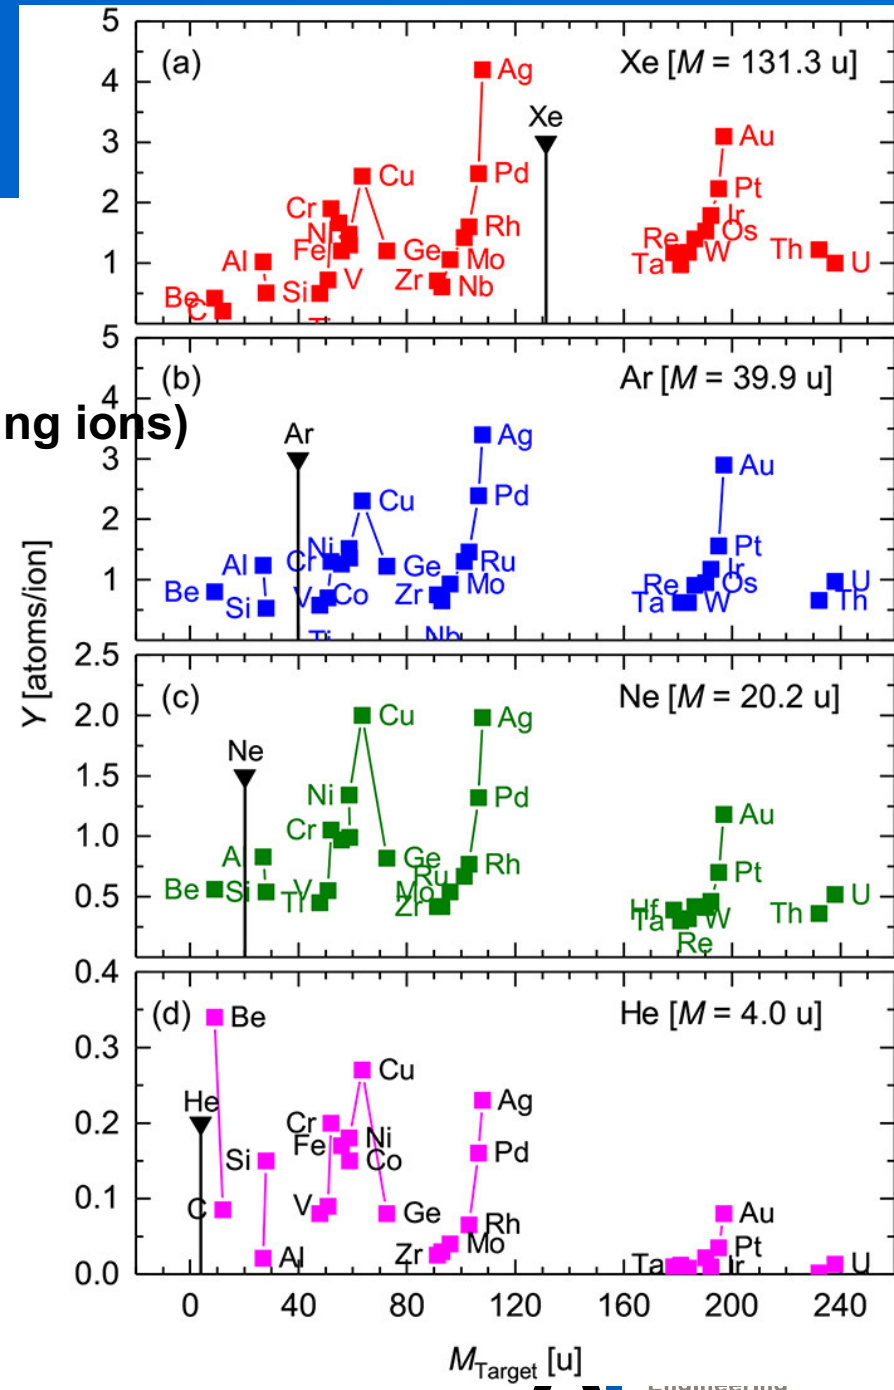 (a) Xe [M = 131.3 u]
5
4
3
2
1
Ag
Xe
Cu
Cr
Ni
Fe
Al
Ge
Pd
Rh
Mo
Zr
Nb
V
Si
Be
C
Ti
Au
Pt
Ir
Os
Re
W
Ta
Th
U
(b) Ar [M = 39.9 u]
5
4
3
2
1
ng ions)
Ar
Ag
Cu
Pd
Ni
Cr
Al
Ge
Ru
Mo
Zr
Be
Si
V
Co
Ti
Nb
Au
Pt
Ir
Os
Re
Ta
W
U
Th
Y [atoms/ion]
(c) Ne [M = 20.2 u]
2.5
2.0
1.5
1.0
0.5
Ne
Cu
Ag
Ni
Pd
Cr
A
Ge
Rh
Ru
Mo
Zr
Be
Si
V
Ti
Au
Pt
Hf
Ta
W
Re
Th
U
(d) He [M = 4.0 u]
0.4
0.3
0.2
0.1
0.0
Be
He
Cu
Ag
Cr
Ni
Fe
Co
Si
Pd
C
V
Ge
Rh
Al
Zr
Mo
Au
Pt
Ta
Ir
U
0 40 80 120 160 200 240
MTarget [u]
Engineering